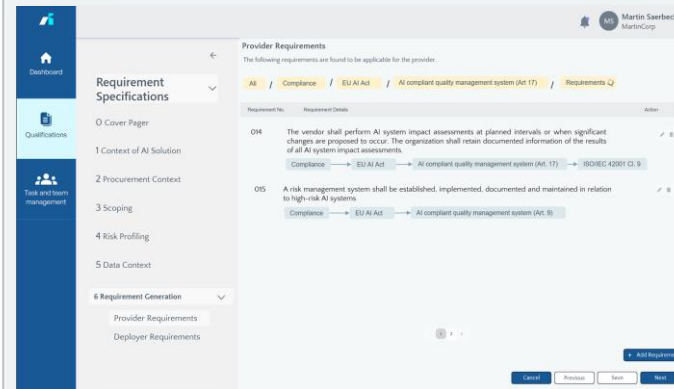 MS
Martin Saerbeck
MartinCorp
Dashboard
Qualifications
Task and team
management
Requirement
Specifications
0 Cover Pager
1 Context of AI Solution
2 Procurement Context
3 Scoping
4 Risk Profiling
5 Data Context
6 Requirement Generation
Provider Requirements
Deployer Requirements
Provider Requirements
The following requirements are found to be applicable for the provider.
All / Compliance / EU AI Act / AI compliant quality management system (Art 17) / Requirements
Requirement No. Requirement Details Action
014 The vendor shall perform AI system impact assessments at planned intervals or when significant
changes are proposed to occur. The organization shall retain documented information of the results
of all AI system impact assessments.
Compliance EU AI Act AI compliant quality management system (Art. 17) ISO/IEC 42001 Cl. 9
015 A risk management system shall be established, implemented, documented and maintained in relation
to high-risk AI systems
Compliance EU AI Act AI compliant quality management system (Art. 9)
+ Add Requireme
Cancel Previous Save Next